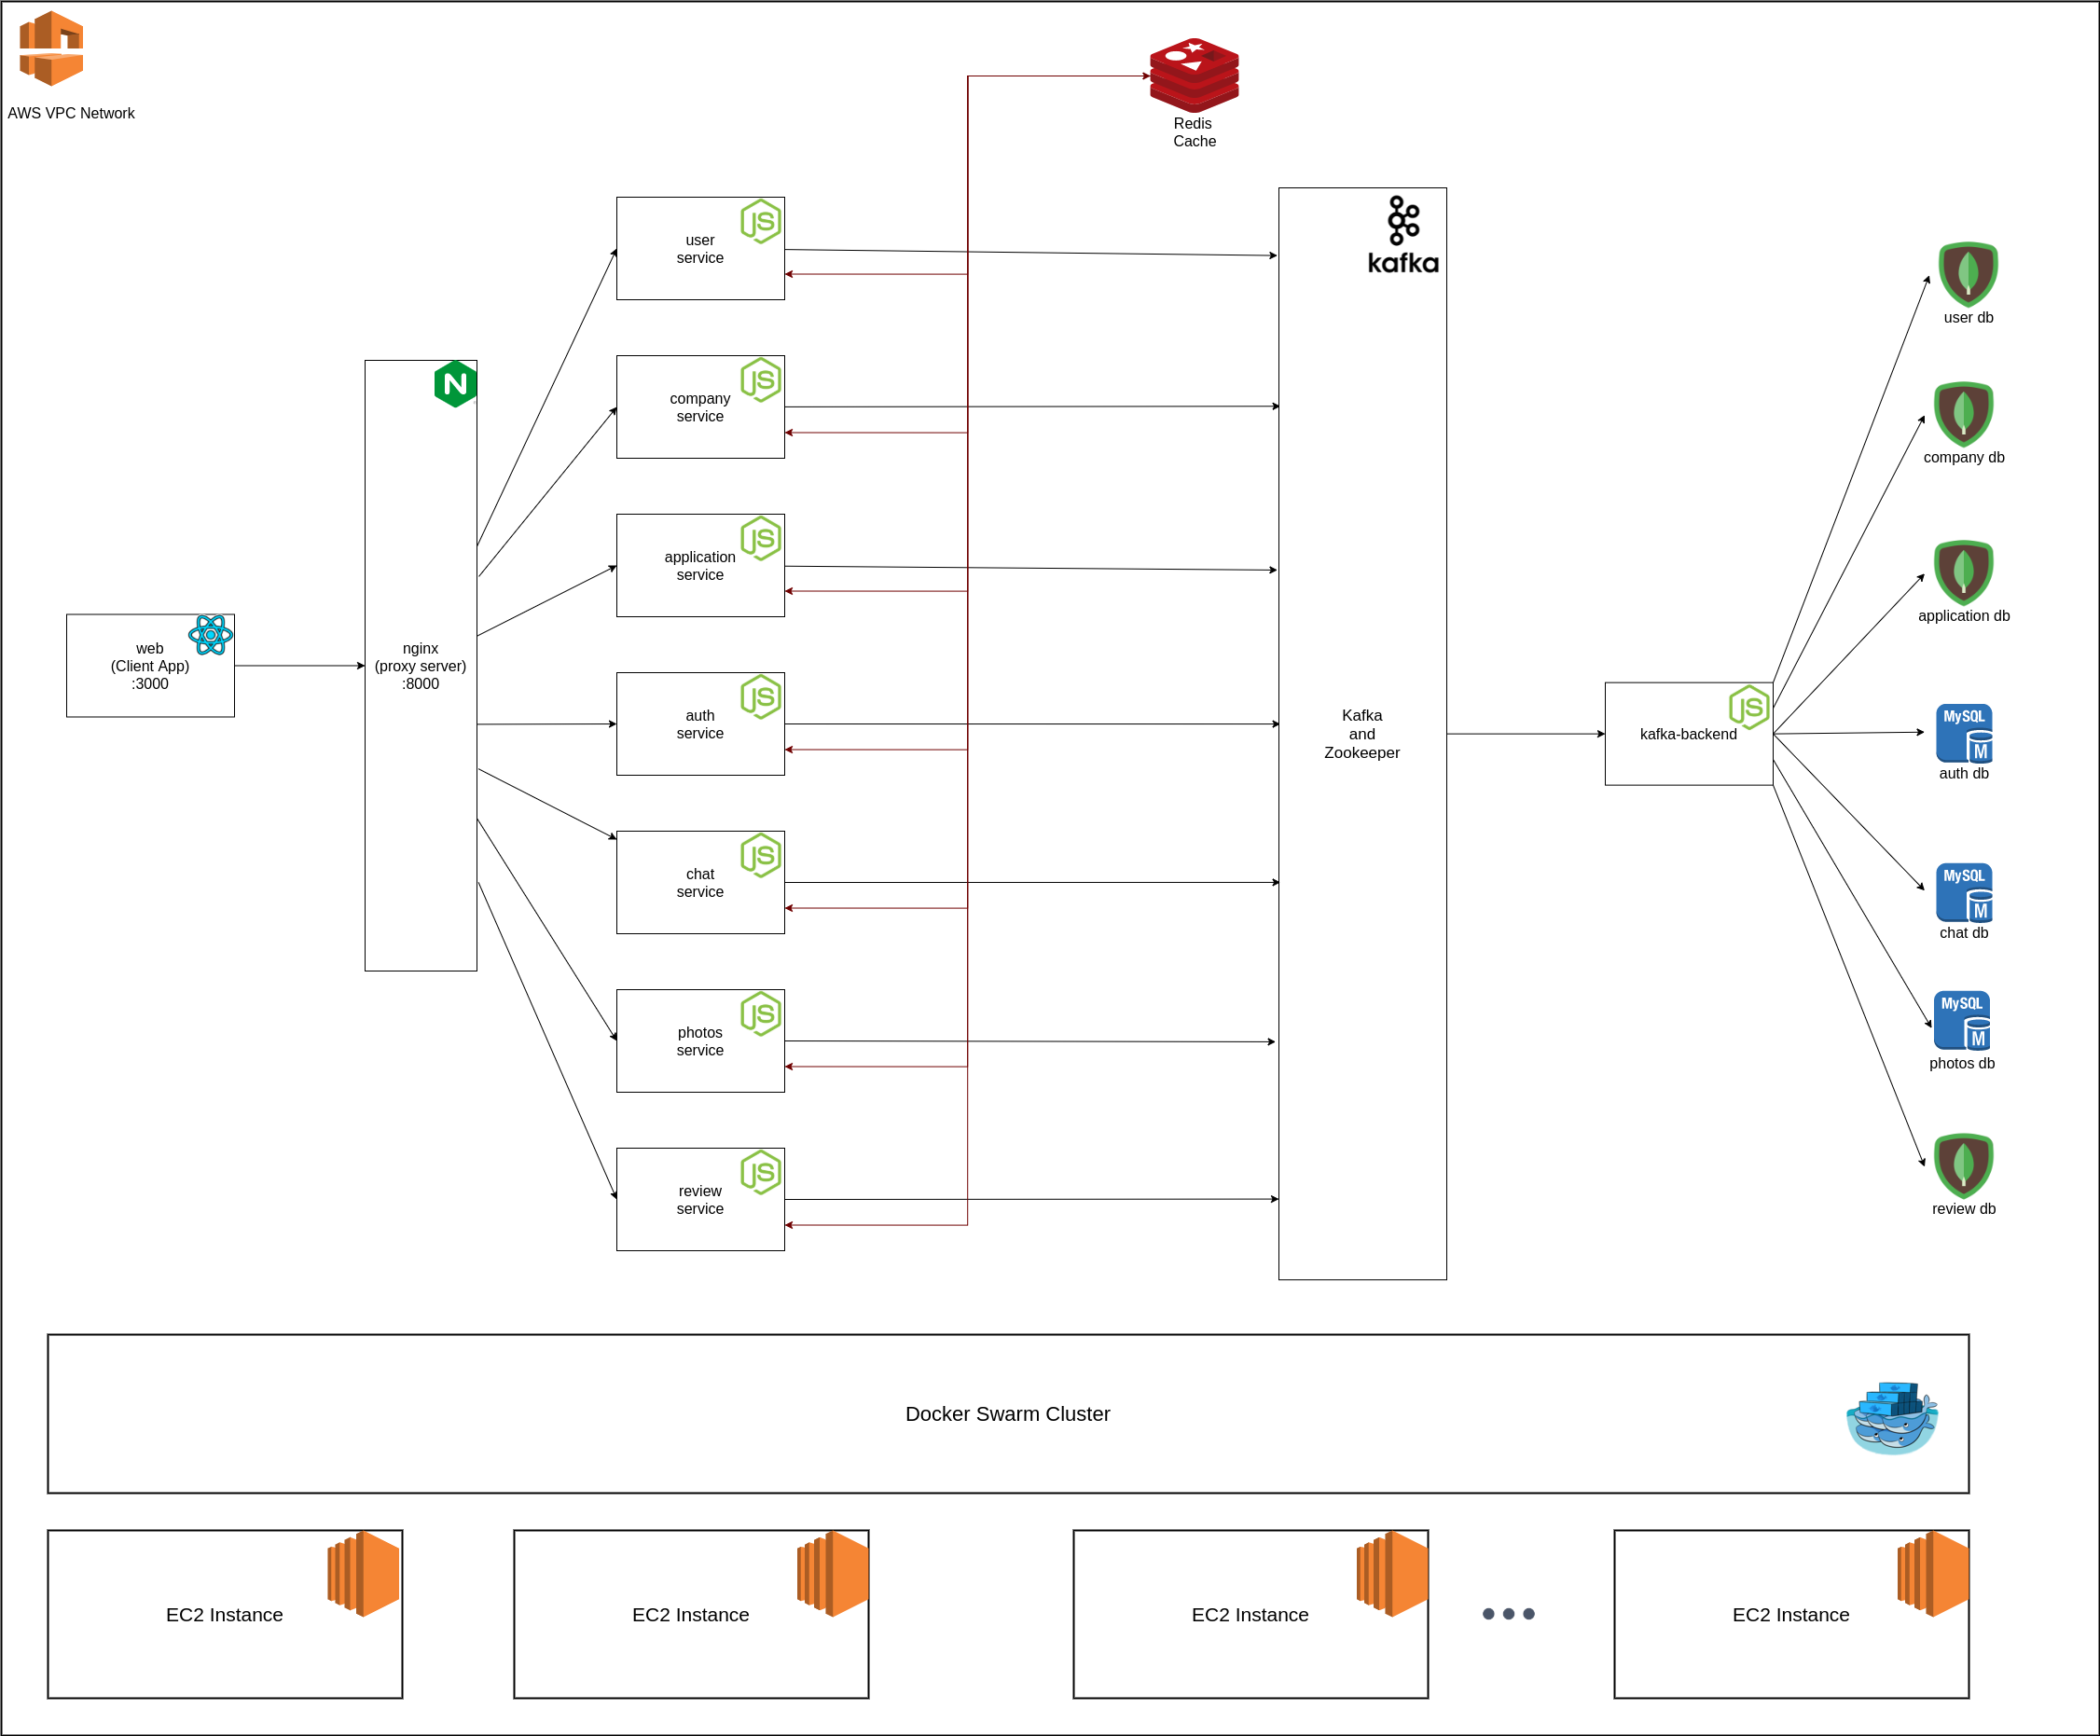 AWS VPC Network
Redis
Cache
user
service
JS
kafka
user db
company
service
JS
company db
application
service
JS
application db
web
(Client App)
:3000
nginx
(proxy server)
:8000
N
auth
service
JS
Kafka
and
Zookeeper
kafka-backend
JS
MySQL
M
auth db
chat
service
JS
MySQL
M
chat db
photos
service
JS
MySQL
M
photos db
review
service
JS
review db
Docker Swarm Cluster
EC2 Instance
EC2 Instance
EC2 Instance
EC2 Instance